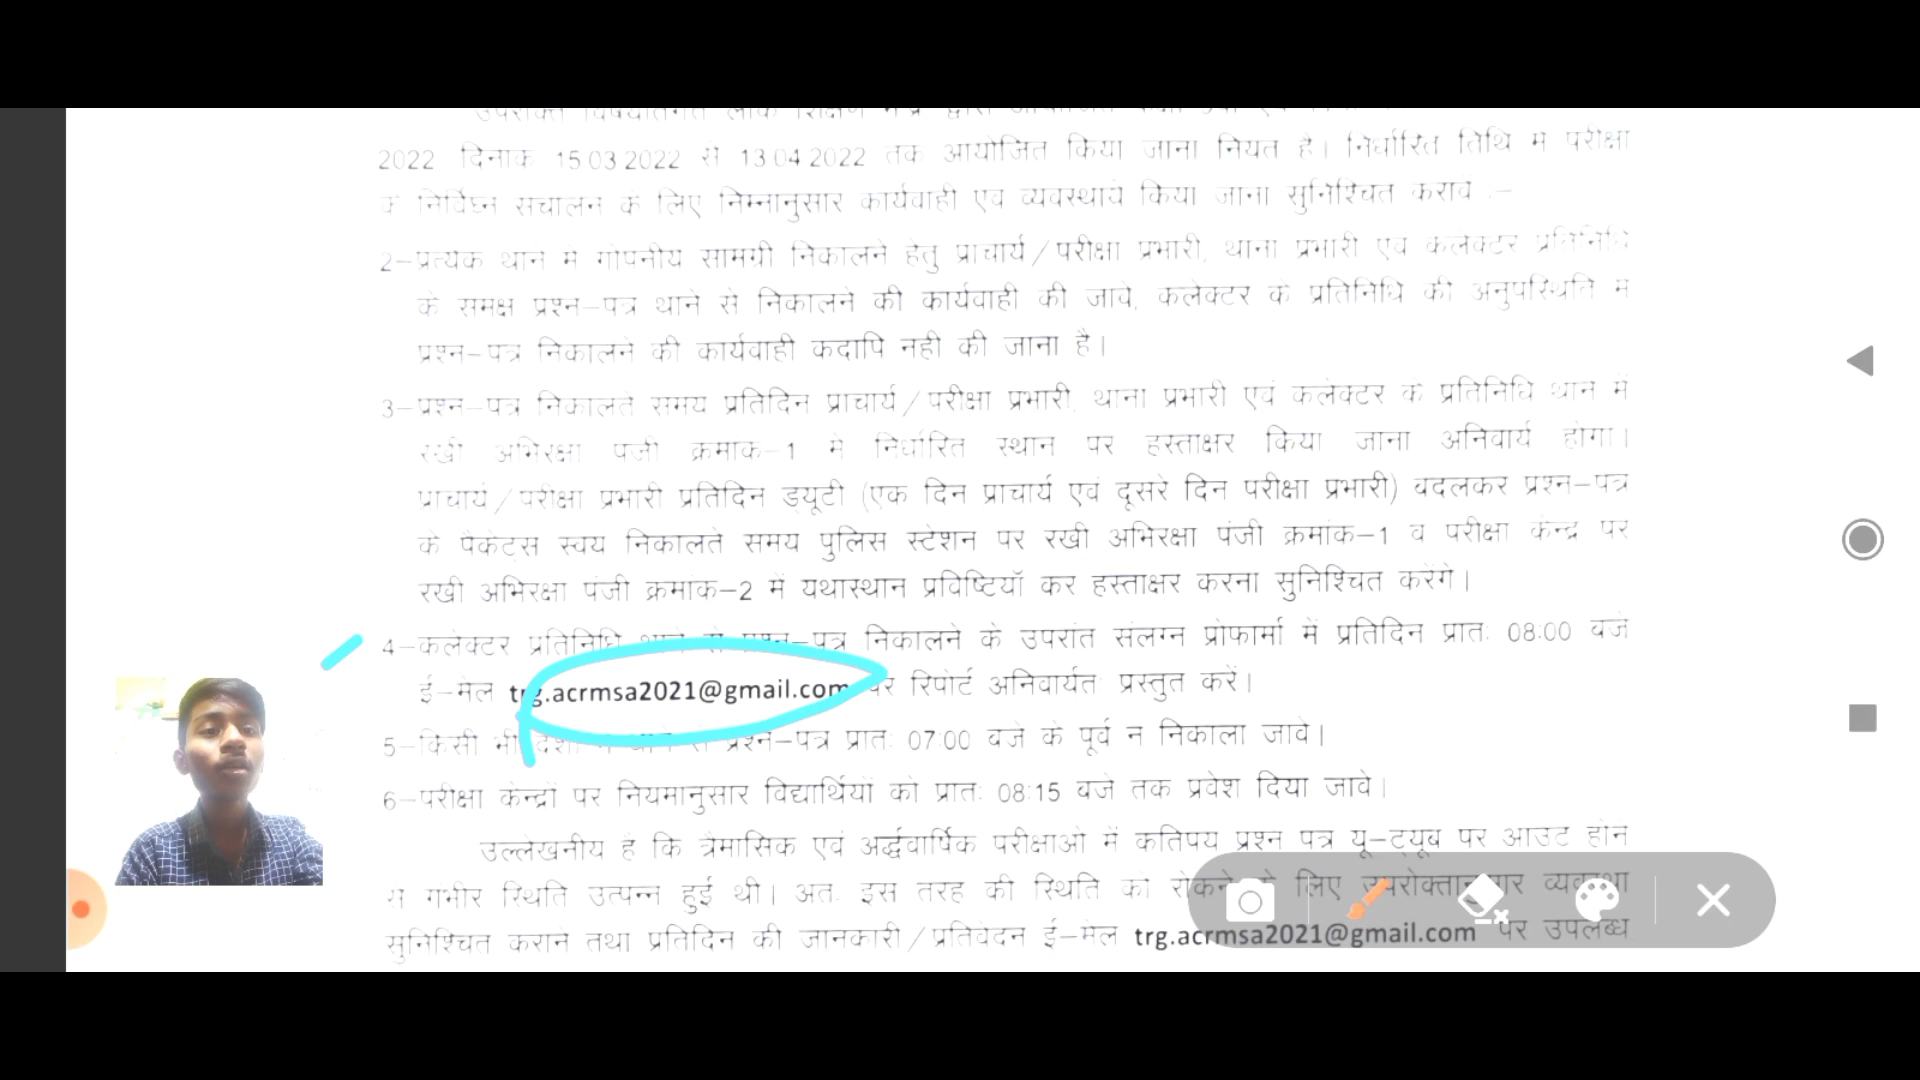 2022 दिनांक 15.03.2022 से 13.04.2022 तक आयोजित किया जाना नियत है। निर्धारित तिथि में परीक्षा
के निर्विघ्न संचालन के लिए निम्नानुसार कार्यवाही एवं व्यवस्थायें किया जाना सुनिश्चित करावें :–
2–प्रत्येक थाने में गोपनीय सामग्री निकालने हेतु प्राचार्य/परीक्षा प्रभारी, थाना प्रभारी एवं कलेक्टर प्रतिनिधि
के समक्ष प्रश्न–पत्र थाने से निकालने की कार्यवाही की जावे, कलेक्टर के प्रतिनिधि की अनुपस्थिति में
प्रश्न–पत्र निकालने की कार्यवाही कदापि नही की जाना है।
3–प्रश्न–पत्र निकालते समय प्रतिदिन प्राचार्य/परीक्षा प्रभारी, थाना प्रभारी एवं कलेक्टर के प्रतिनिधि थाने में
रखी अभिरक्षा पंजी क्रमांक–1 में निर्धारित स्थान पर हस्ताक्षर किया जाना अनिवार्य होगा।
प्राचार्य/परीक्षा प्रभारी प्रतिदिन ड्यूटी (एक दिन प्राचार्य एवं दूसरे दिन परीक्षा प्रभारी) बदलकर प्रश्न–पत्र
के पैकेट्स स्वयं निकालते समय पुलिस स्टेशन पर रखी अभिरक्षा पंजी क्रमांक–1 व परीक्षा केन्द्र पर
रखी अभिरक्षा पंजी क्रमांक–2 में यथास्थान प्रविष्टियॉ कर हस्ताक्षर करना सुनिश्चित करेंगे।
4–कलेक्टर प्रतिनिधि थाने से प्रश्न–पत्र निकालने के उपरांत संलग्न प्रोफार्मा में प्रतिदिन प्रातः 08:00 बजे
ई–मेल trg.acrmsa2021@gmail.com पर रिपोर्ट अनिवार्यतः प्रस्तुत करें।
5–किसी भी दशा में थाने से प्रश्न–पत्र प्रातः 07:00 बजे के पूर्व न निकाला जावे।
6–परीक्षा केन्द्रों पर नियमानुसार विद्यार्थियों को प्रातः 08:15 बजे तक प्रवेश दिया जावे।
उल्लेखनीय है कि त्रैमासिक एवं अर्द्धवार्षिक परीक्षाओं में कतिपय प्रश्न पत्र यू–ट्यूब पर आउट होने
से गंभीर स्थिति उत्पन्न हुई थी। अतः इस तरह की स्थिति को रोकने के लिए उपरोक्तानुसार व्यवस्था
सुनिश्चित कराने तथा प्रतिदिन की जानकारी/प्रतिवेदन ई–मेल trg.acrmsa2021@gmail.com पर उपलब्ध